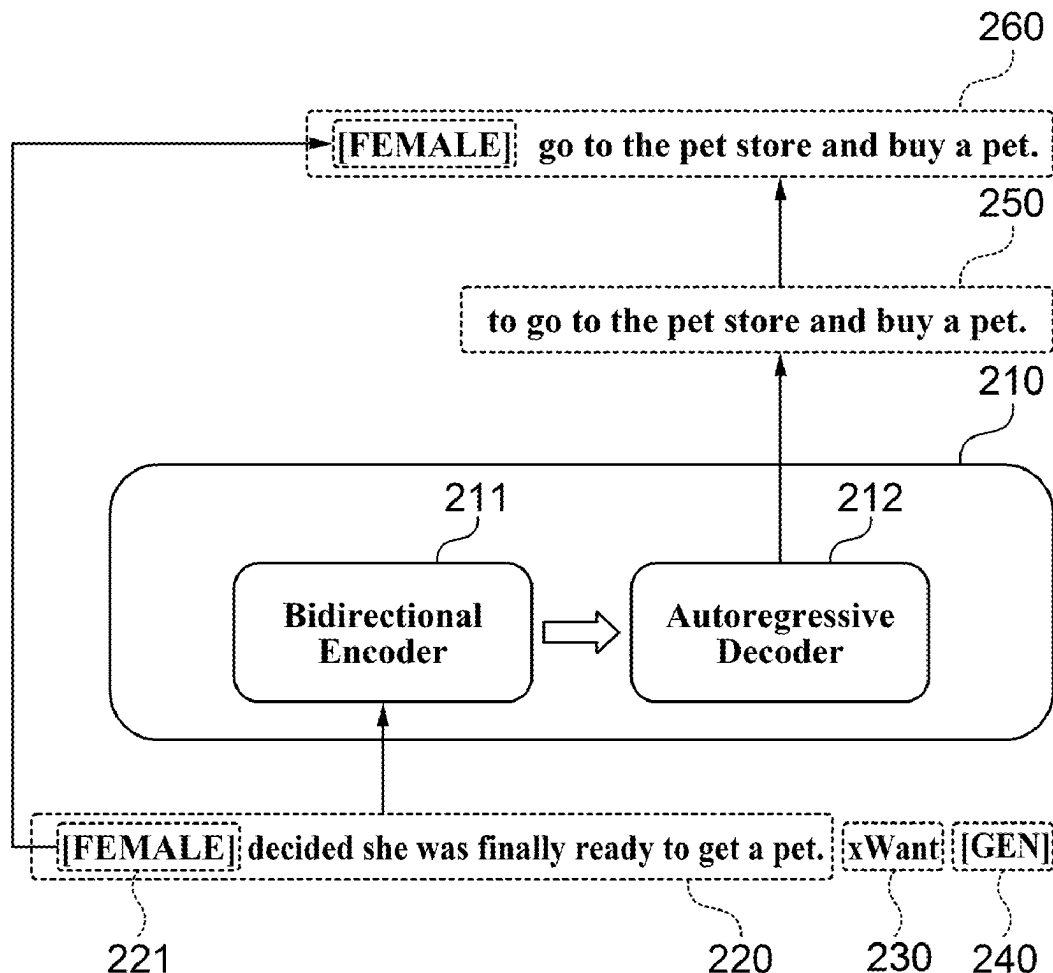 260
[FEMALE] go to the pet store and buy a pet.
250
to go to the pet store and buy a pet.
210
211
212
Bidirectional
Encoder
Autoregressive
Decoder
[FEMALE] decided she was finally ready to get a pet. xWant [GEN]
221
220
230
240